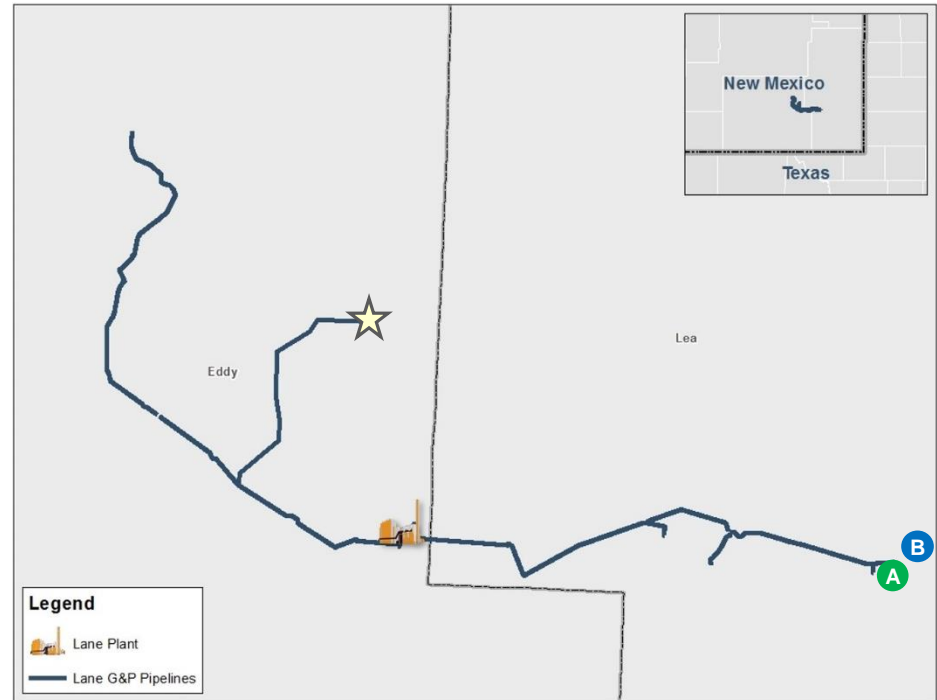 New Mexico
Texas
Lea
Eddy
B
A
Legend
Lane Plant
Lane G&P Pipelines